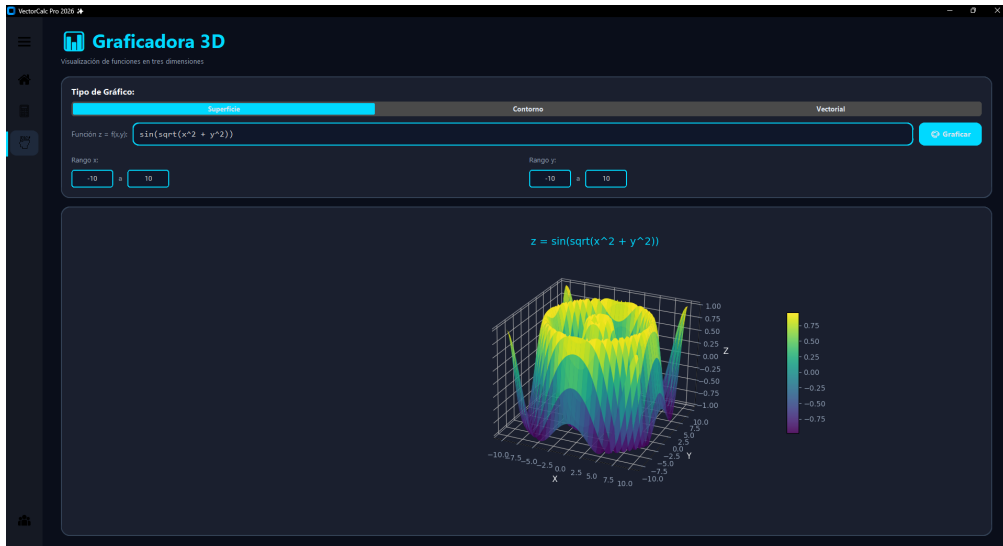 VectorCalc Pro 2026
Graficadora 3D
Visualización de funciones en tres dimensiones
Tipo de Gráfico:
Superficie Contorno Vectorial
Función z = f(x,y): sin(sqrt(x^2 + y^2)) Graficar
Rango x: Rango y:
-10 a 10 -10 a 10
z = sin(sqrt(x^2 + y^2))
1.00
0.75
0.50
0.25
0.00
−0.25
−0.50
−0.75
−1.00
Z
0.75
0.50
0.25
0.00
−0.25
−0.50
−0.75
10.0
7.5
5.0
2.5
0.0
−2.5
−5.0
−7.5
−10.0
Y
−10.0 −7.5 −5.0 −2.5 0.0 2.5 5.0 7.5 10.0
X